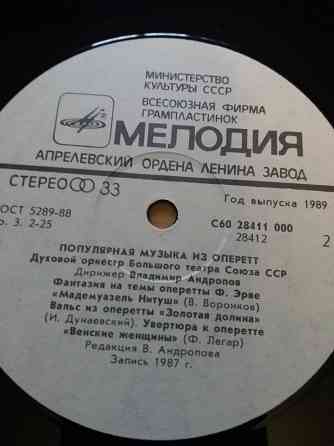 МИНИСТЕРСТВО
КУЛЬТУРЫ СССР
ВСЕСОЮЗНАЯ ФИРМА
ГРАМПЛАСТИНОК
МЕЛОДИЯ
АПРЕЛЕВСКИЙ ОРДЕНА ЛЕНИНА ЗАВОД
СТЕРЕО 33
Год выпуска 1989
ОСТ 5289-88
р. 3. 2-25
С60 28411 000
28412
2
ПОПУЛЯРНАЯ МУЗЫКА ИЗ ОПЕРЕТТ
Духовой оркестр Большого театра Союза ССР
Дирижер Владимир Андропов
Фантазия на темы оперетты Ф. Эрве
«Мадемуазель Нитуш» (В. Воронков)
Вальс из оперетты «Золотая долина»
(И. Дунаевский). Увертюра к оперетте
«Венские женщины» (Ф. Легар)
Редакция В. Андропова
Запись 1987 г.